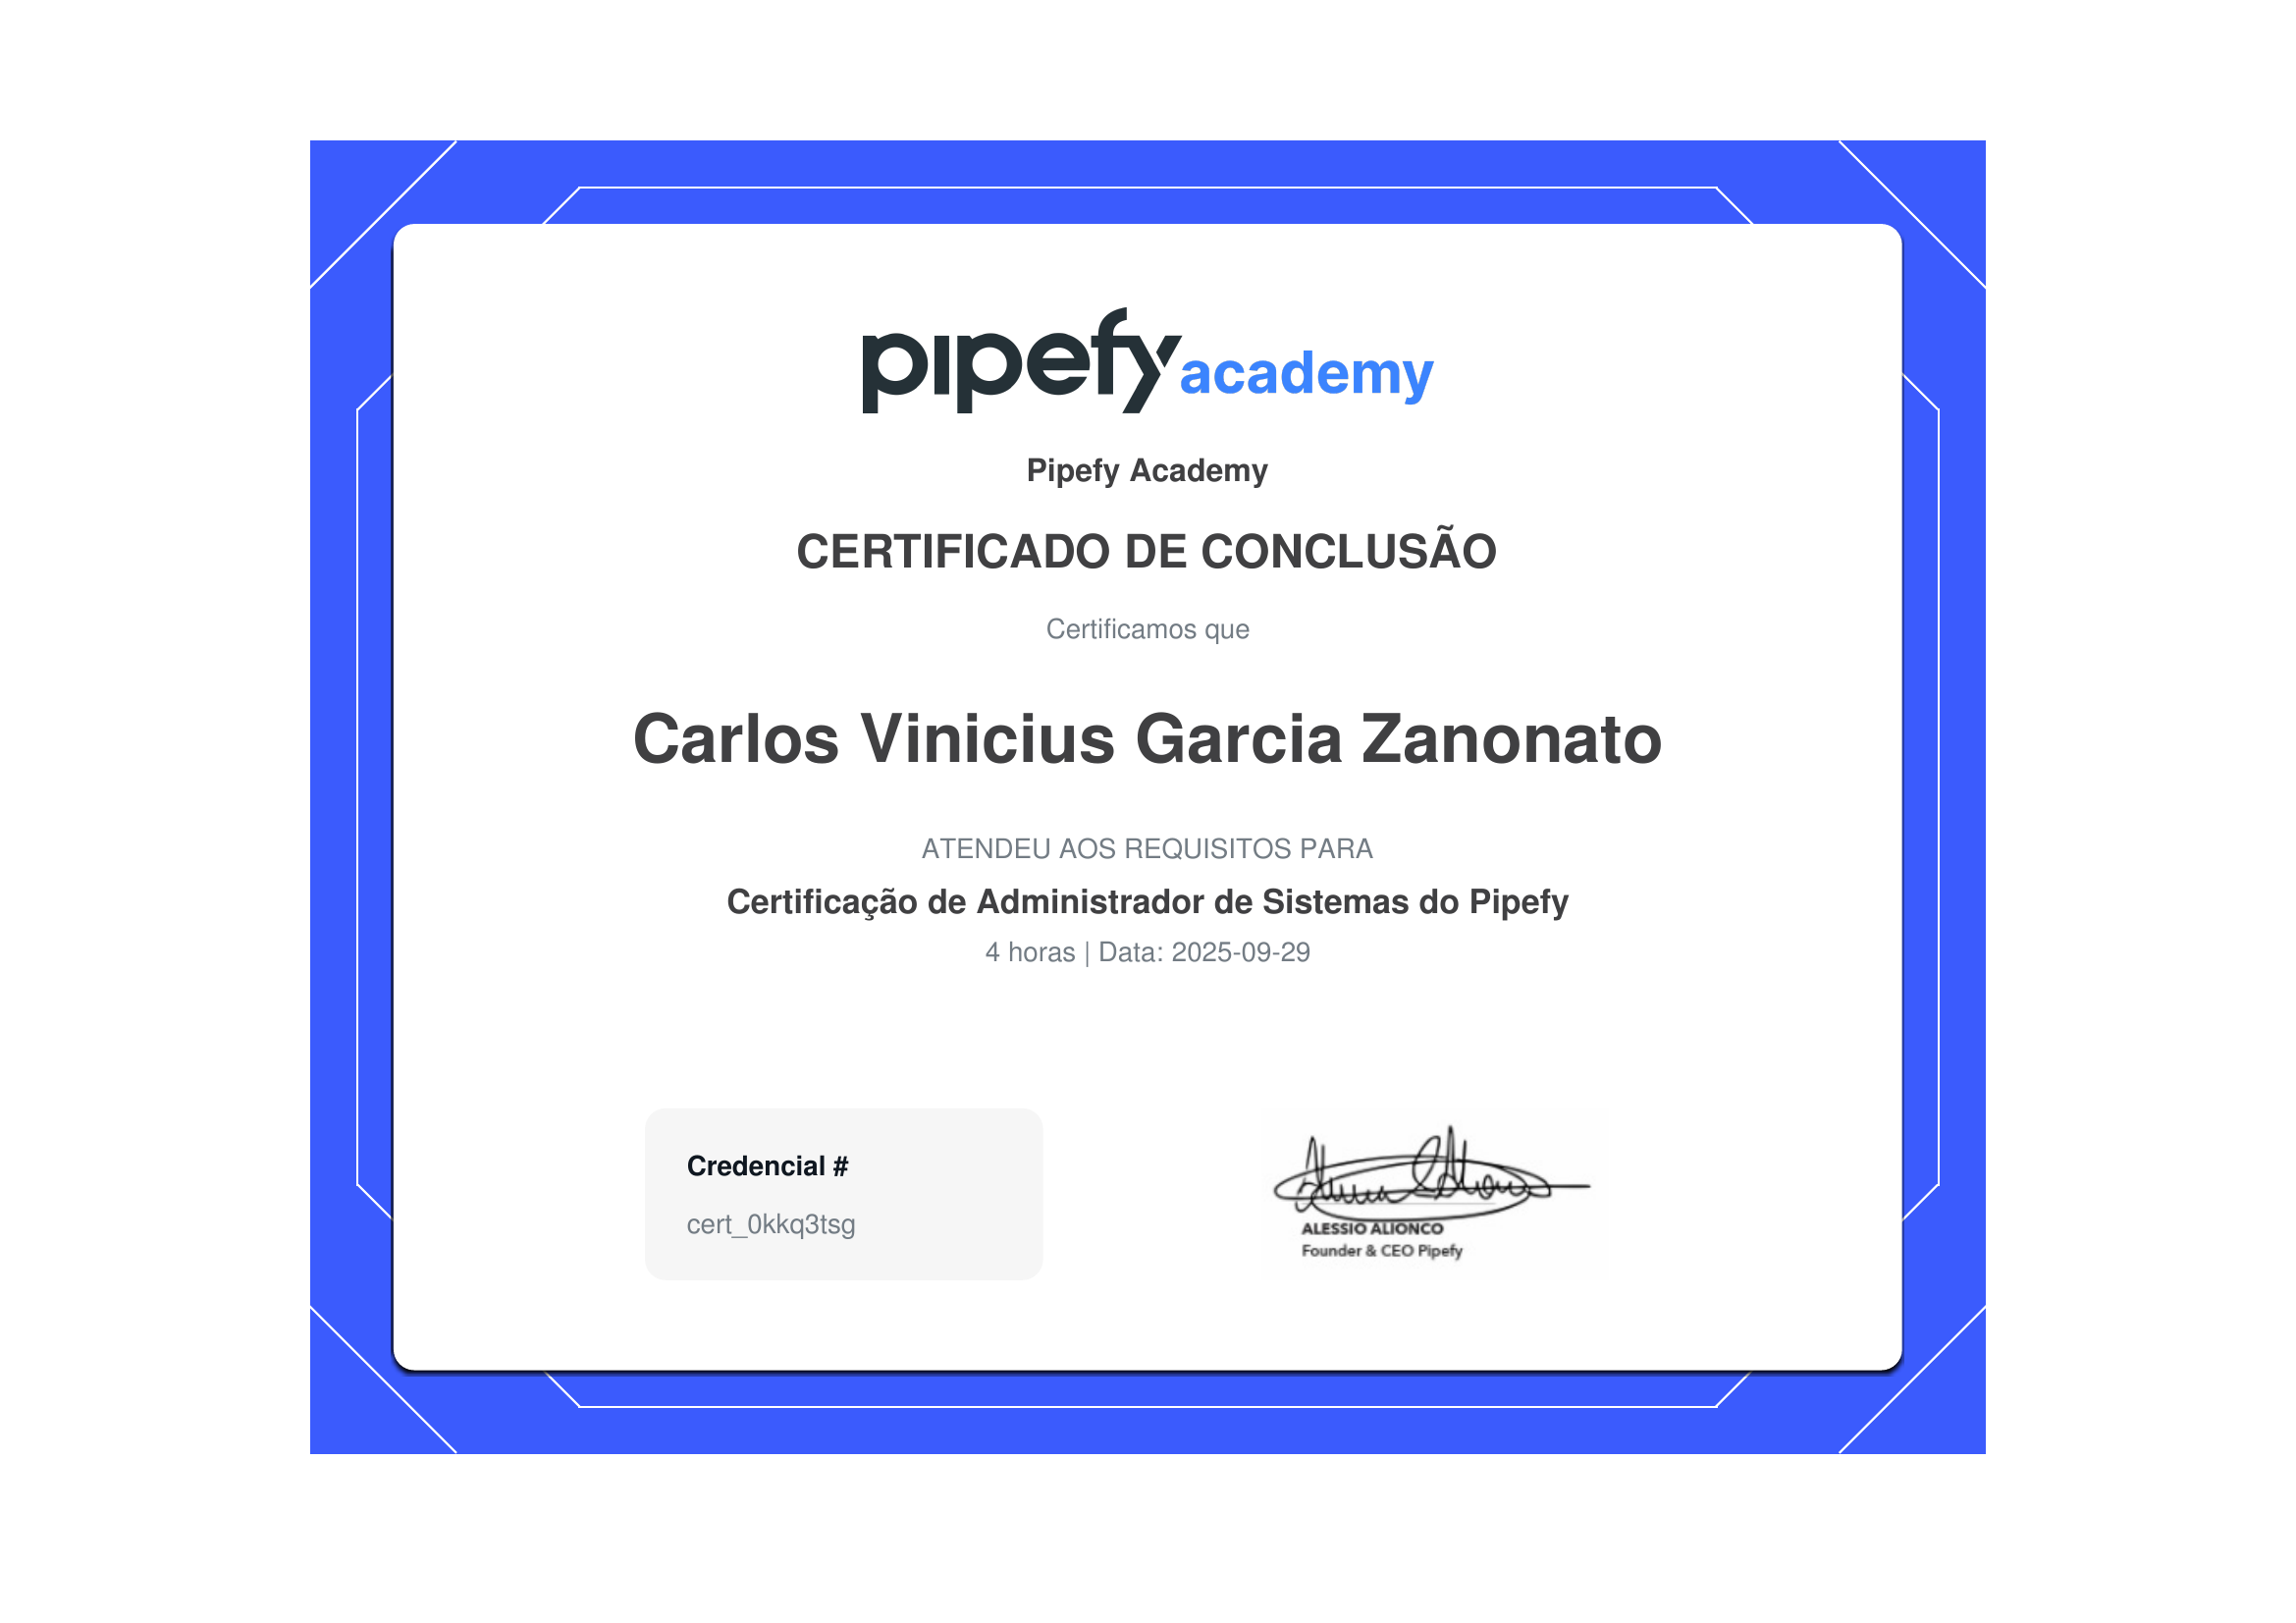 pipefy academy
Pipefy Academy
CERTIFICADO DE CONCLUSÃO
Certificamos que
Carlos Vinicius Garcia Zanonato
ATENDEU AOS REQUISITOS PARA
Certificação de Administrador de Sistemas do Pipefy
4 horas | Data: 2025-09-29
Credencial #
cert_0kkq3tsg
ALESSIO ALIONCO
Founder & CEO Pipefy